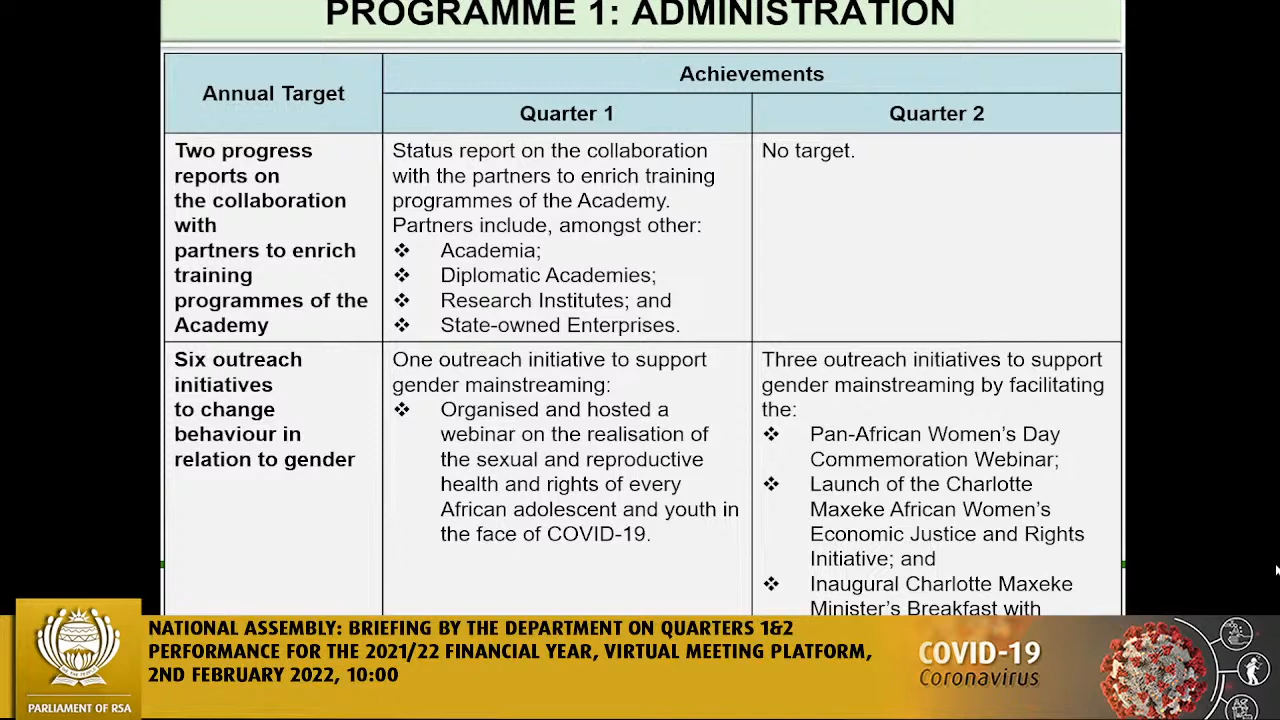 PROGRAMME 1: ADMINISTRATION
Annual Target
Achievements
Quarter 1
Quarter 2
Two progress
reports on
the collaboration
with
partners to enrich
training
programmes of the
Academy
Status report on the collaboration
with the partners to enrich training
programmes of the Academy.
Partners include, amongst other:
❖ Academia;
❖ Diplomatic Academies;
❖ Research Institutes; and
❖ State-owned Enterprises.
No target.
Six outreach
initiatives
to change
behaviour in
relation to gender
One outreach initiative to support
gender mainstreaming:
❖ Organised and hosted a
webinar on the realisation of
the sexual and reproductive
health and rights of every
African adolescent and youth in
the face of COVID-19.
Three outreach initiatives to support
gender mainstreaming by facilitating
the:
❖ Pan-African Women’s Day
Commemoration Webinar;
❖ Launch of the Charlotte
Maxeke African Women’s
Economic Justice and Rights
Initiative; and
❖ Inaugural Charlotte Maxeke
Minister’s Breakfast with
NATIONAL ASSEMBLY: BRIEFING BY THE DEPARTMENT ON QUARTERS 1&2
PERFORMANCE FOR THE 2021/22 FINANCIAL YEAR, VIRTUAL MEETING PLATFORM,
2ND FEBRUARY 2022, 10:00
PARLIAMENT OF RSA
COVID-19
Coronavirus